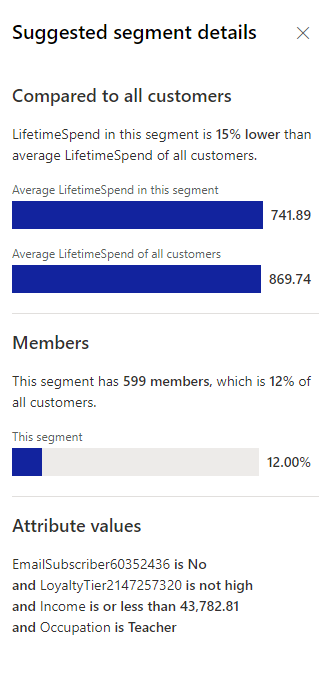 Suggested segment details
Compared to all customers
LifetimeSpend in this segment is 15% lower than
average LifetimeSpend of all customers.
Average LifetimeSpend in this segment
741.89
Average LifetimeSpend of all customers
869.74
Members
This segment has 599 members, which is 12% of
all customers.
This segment
12.00%
Attribute values
EmailSubscriber60352436 is No
and LoyaltyTier2147257320 is not high
and Income is or less than 43,782.81
and Occupation is Teacher